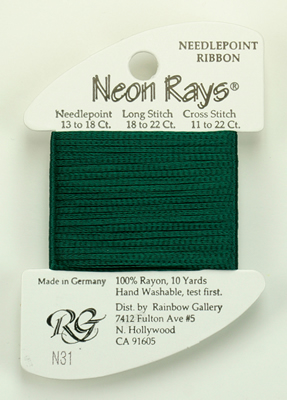 NEEDLEPOINT
RIBBON
Neon Rays®
Needlepoint Long Stitch Cross Stitch
13 to 18 Ct. 18 to 22 Ct. 11 to 22 Ct.
Made in Germany
100% Rayon, 10 Yards
Hand Washable, test first.
RG
Dist. by Rainbow Gallery
7412 Fulton Ave #5
N. Hollywood
CA 91605
N31